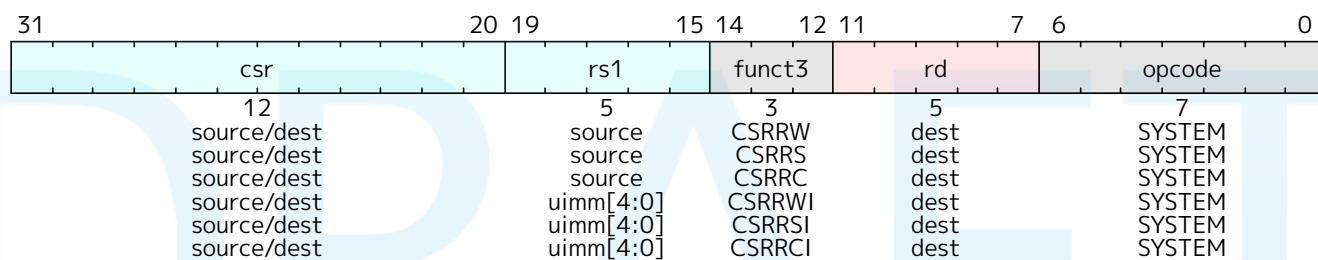 31 20 19 15 14 12 11 7 6 0
csr rs1 funct3 rd opcode
12 5 3 5 7
source/dest source CSRRW dest SYSTEM
source/dest source CSRRS dest SYSTEM
source/dest source CSRRC dest SYSTEM
source/dest uimm[4:0] CSRRWI dest SYSTEM
source/dest uimm[4:0] CSRRSI dest SYSTEM
source/dest uimm[4:0] CSRRCI dest SYSTEM